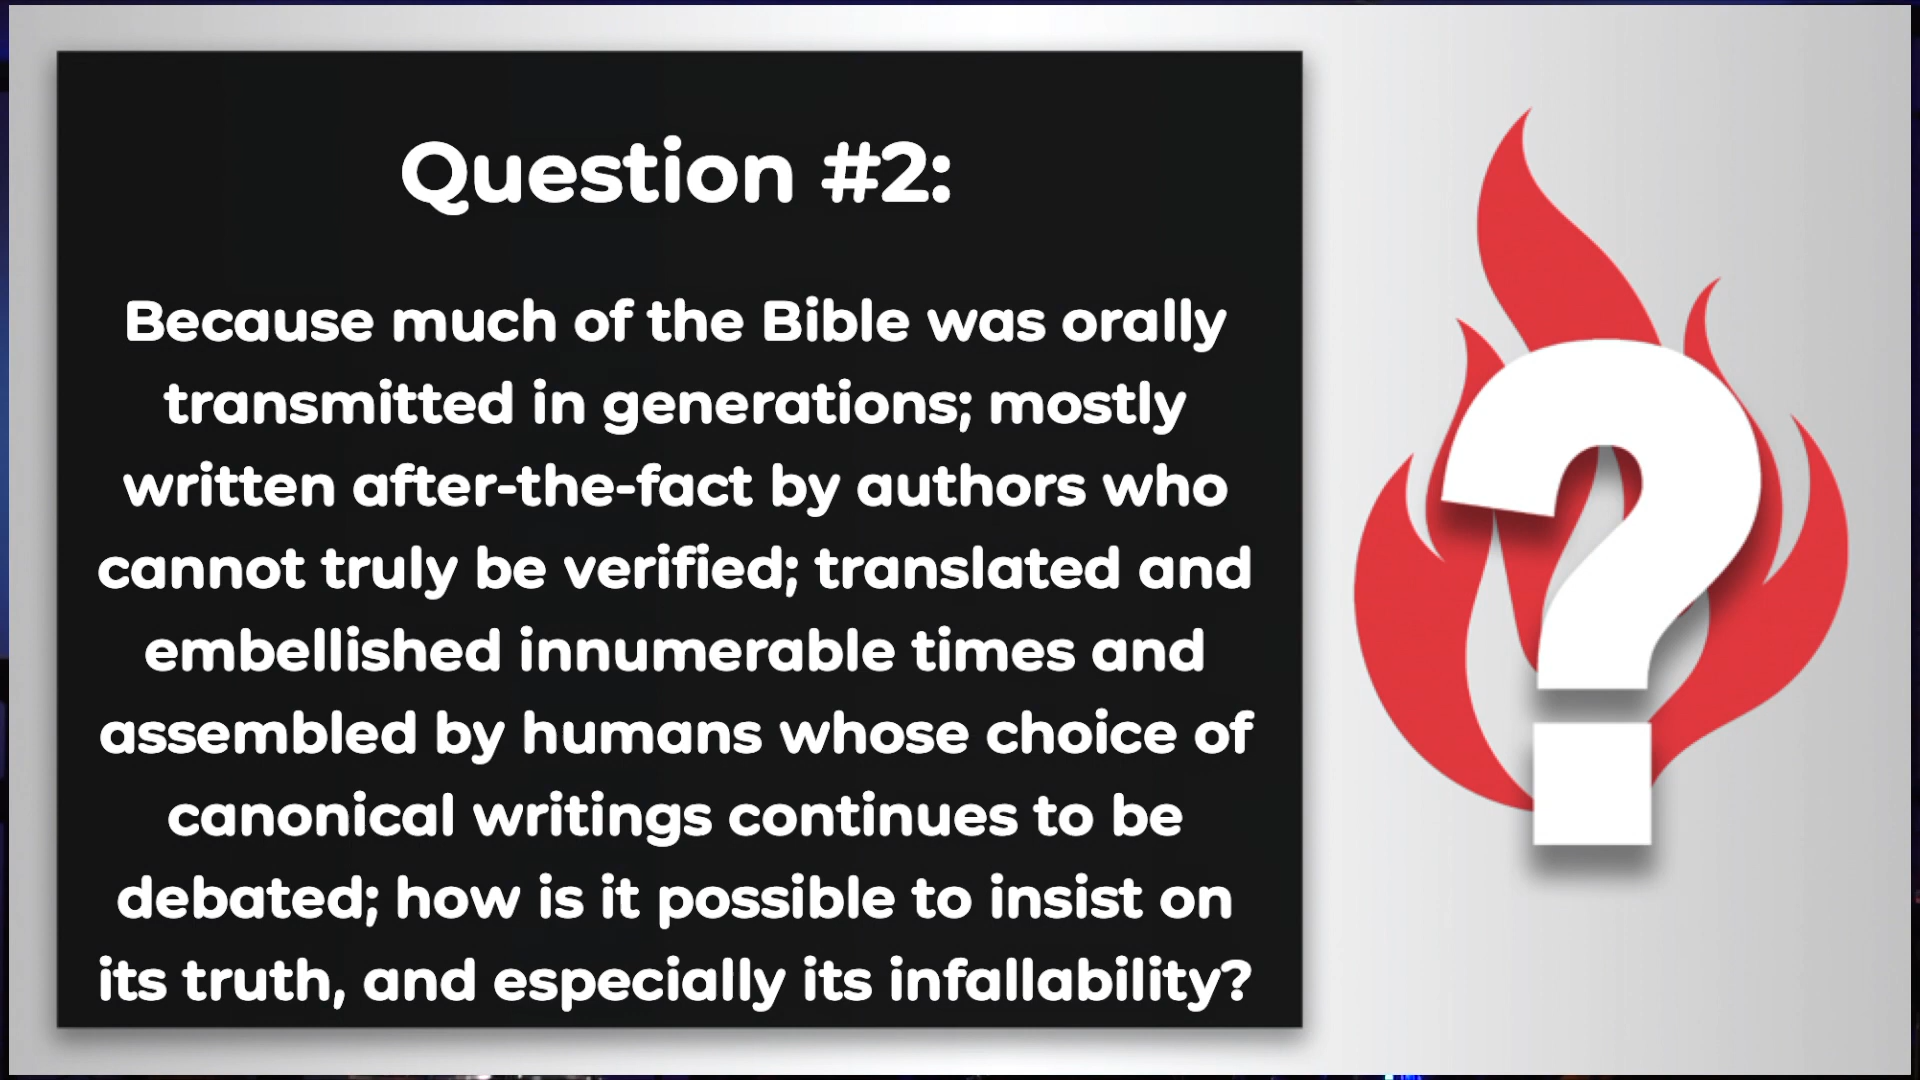 Question #2:
Because much of the Bible was orally
transmitted in generations; mostly
written after-the-fact by authors who
cannot truly be verified; translated and
embellished innumerable times and
assembled by humans whose choice of
canonical writings continues to be
debated; how is it possible to insist on
its truth, and especially its infallability?
?